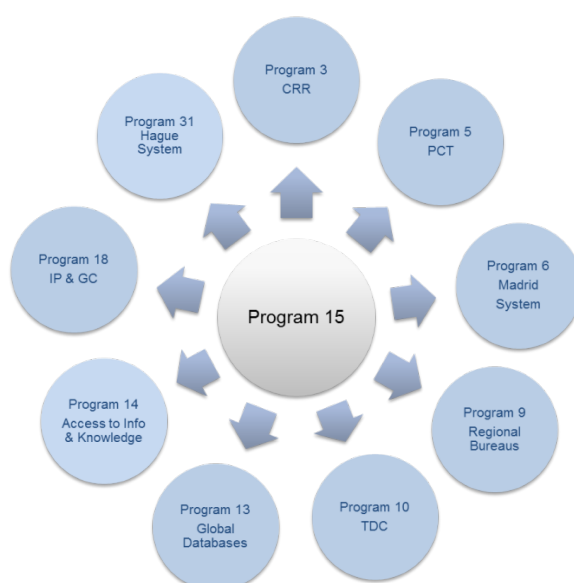 Program 3
CRR
Program 5
PCT
Program 6
Madrid
System
Program 9
Regional
Bureaus
Program 10
TDC
Program 13
Global
Databases
Program 14
Access to Info
& Knowledge
Program 18
IP & GC
Program 31
Hague
System
Program 15